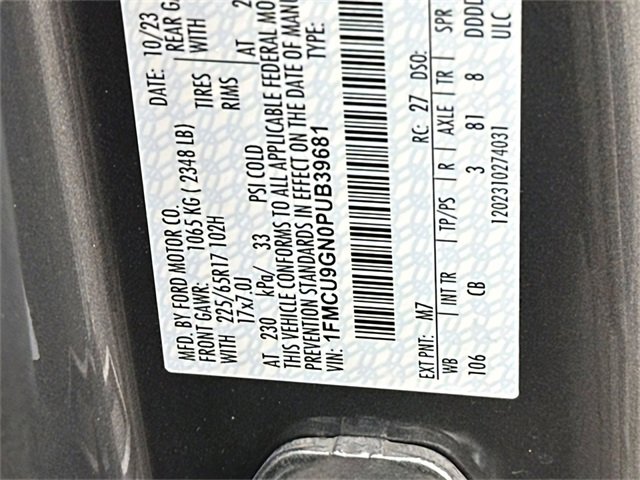 MFD. BY FORD MOTOR CO.
DATE: 10/23
FRONT GAWR: 1065 KG ( 2348 LB)
REAR G
WITH 225/65R17 102H TIRES WITH
17x7.0J RIMS
AT 230 kPa/ 33 PSI COLD AT 2
THIS VEHICLE CONFORMS TO ALL APPLICABLE FEDERAL MO
PREVENTION STANDARDS IN EFFECT ON THE DATE OF MANU
VIN: 1FMCU9GN0PUB39681 TYPE:
EXT PNT: M7 RC: 27 DSO:
WB INT TR TP/PS R AXLE TR SPR
106 CB 3 81 8 DDDD
1202310274031 ULC